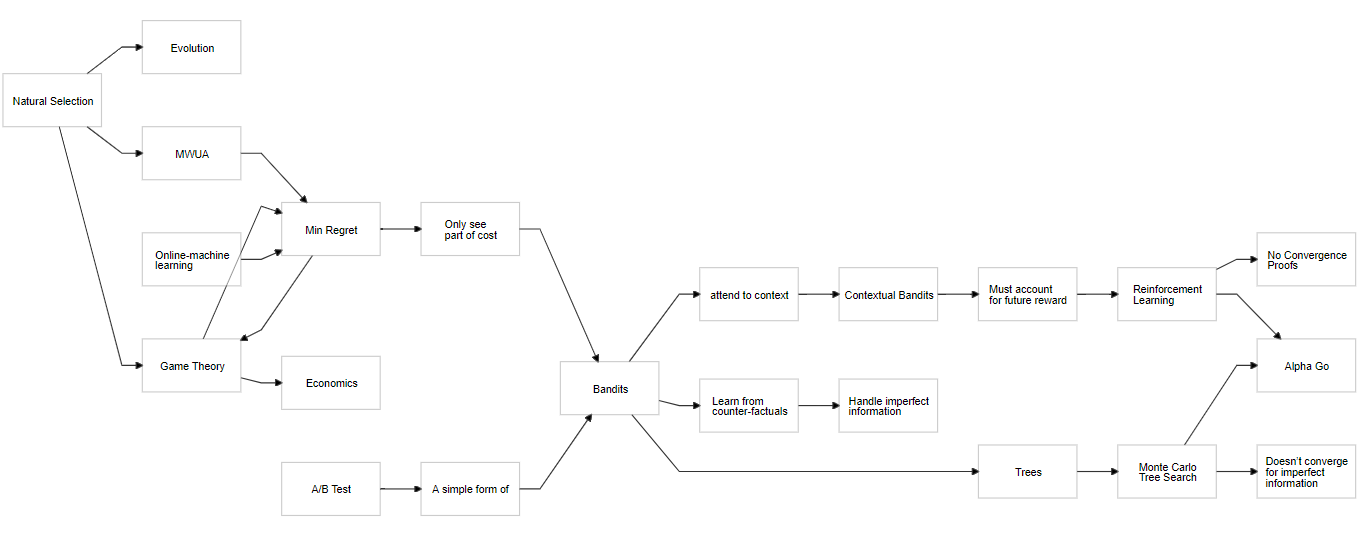 Evolution
Natural Selection
MWUA
Min Regret
Only see
part of cost
Online-machine
learning
Game Theory
Economics
A/B Test
A simple form of
Bandits
attend to context
Contextual Bandits
Must account
for future reward
Reinforcement
Learning
No Convergence
Proofs
Alpha Go
Learn from
counter-factuals
Handle imperfect
information
Trees
Monte Carlo
Tree Search
Doesn't converge
for imperfect
information